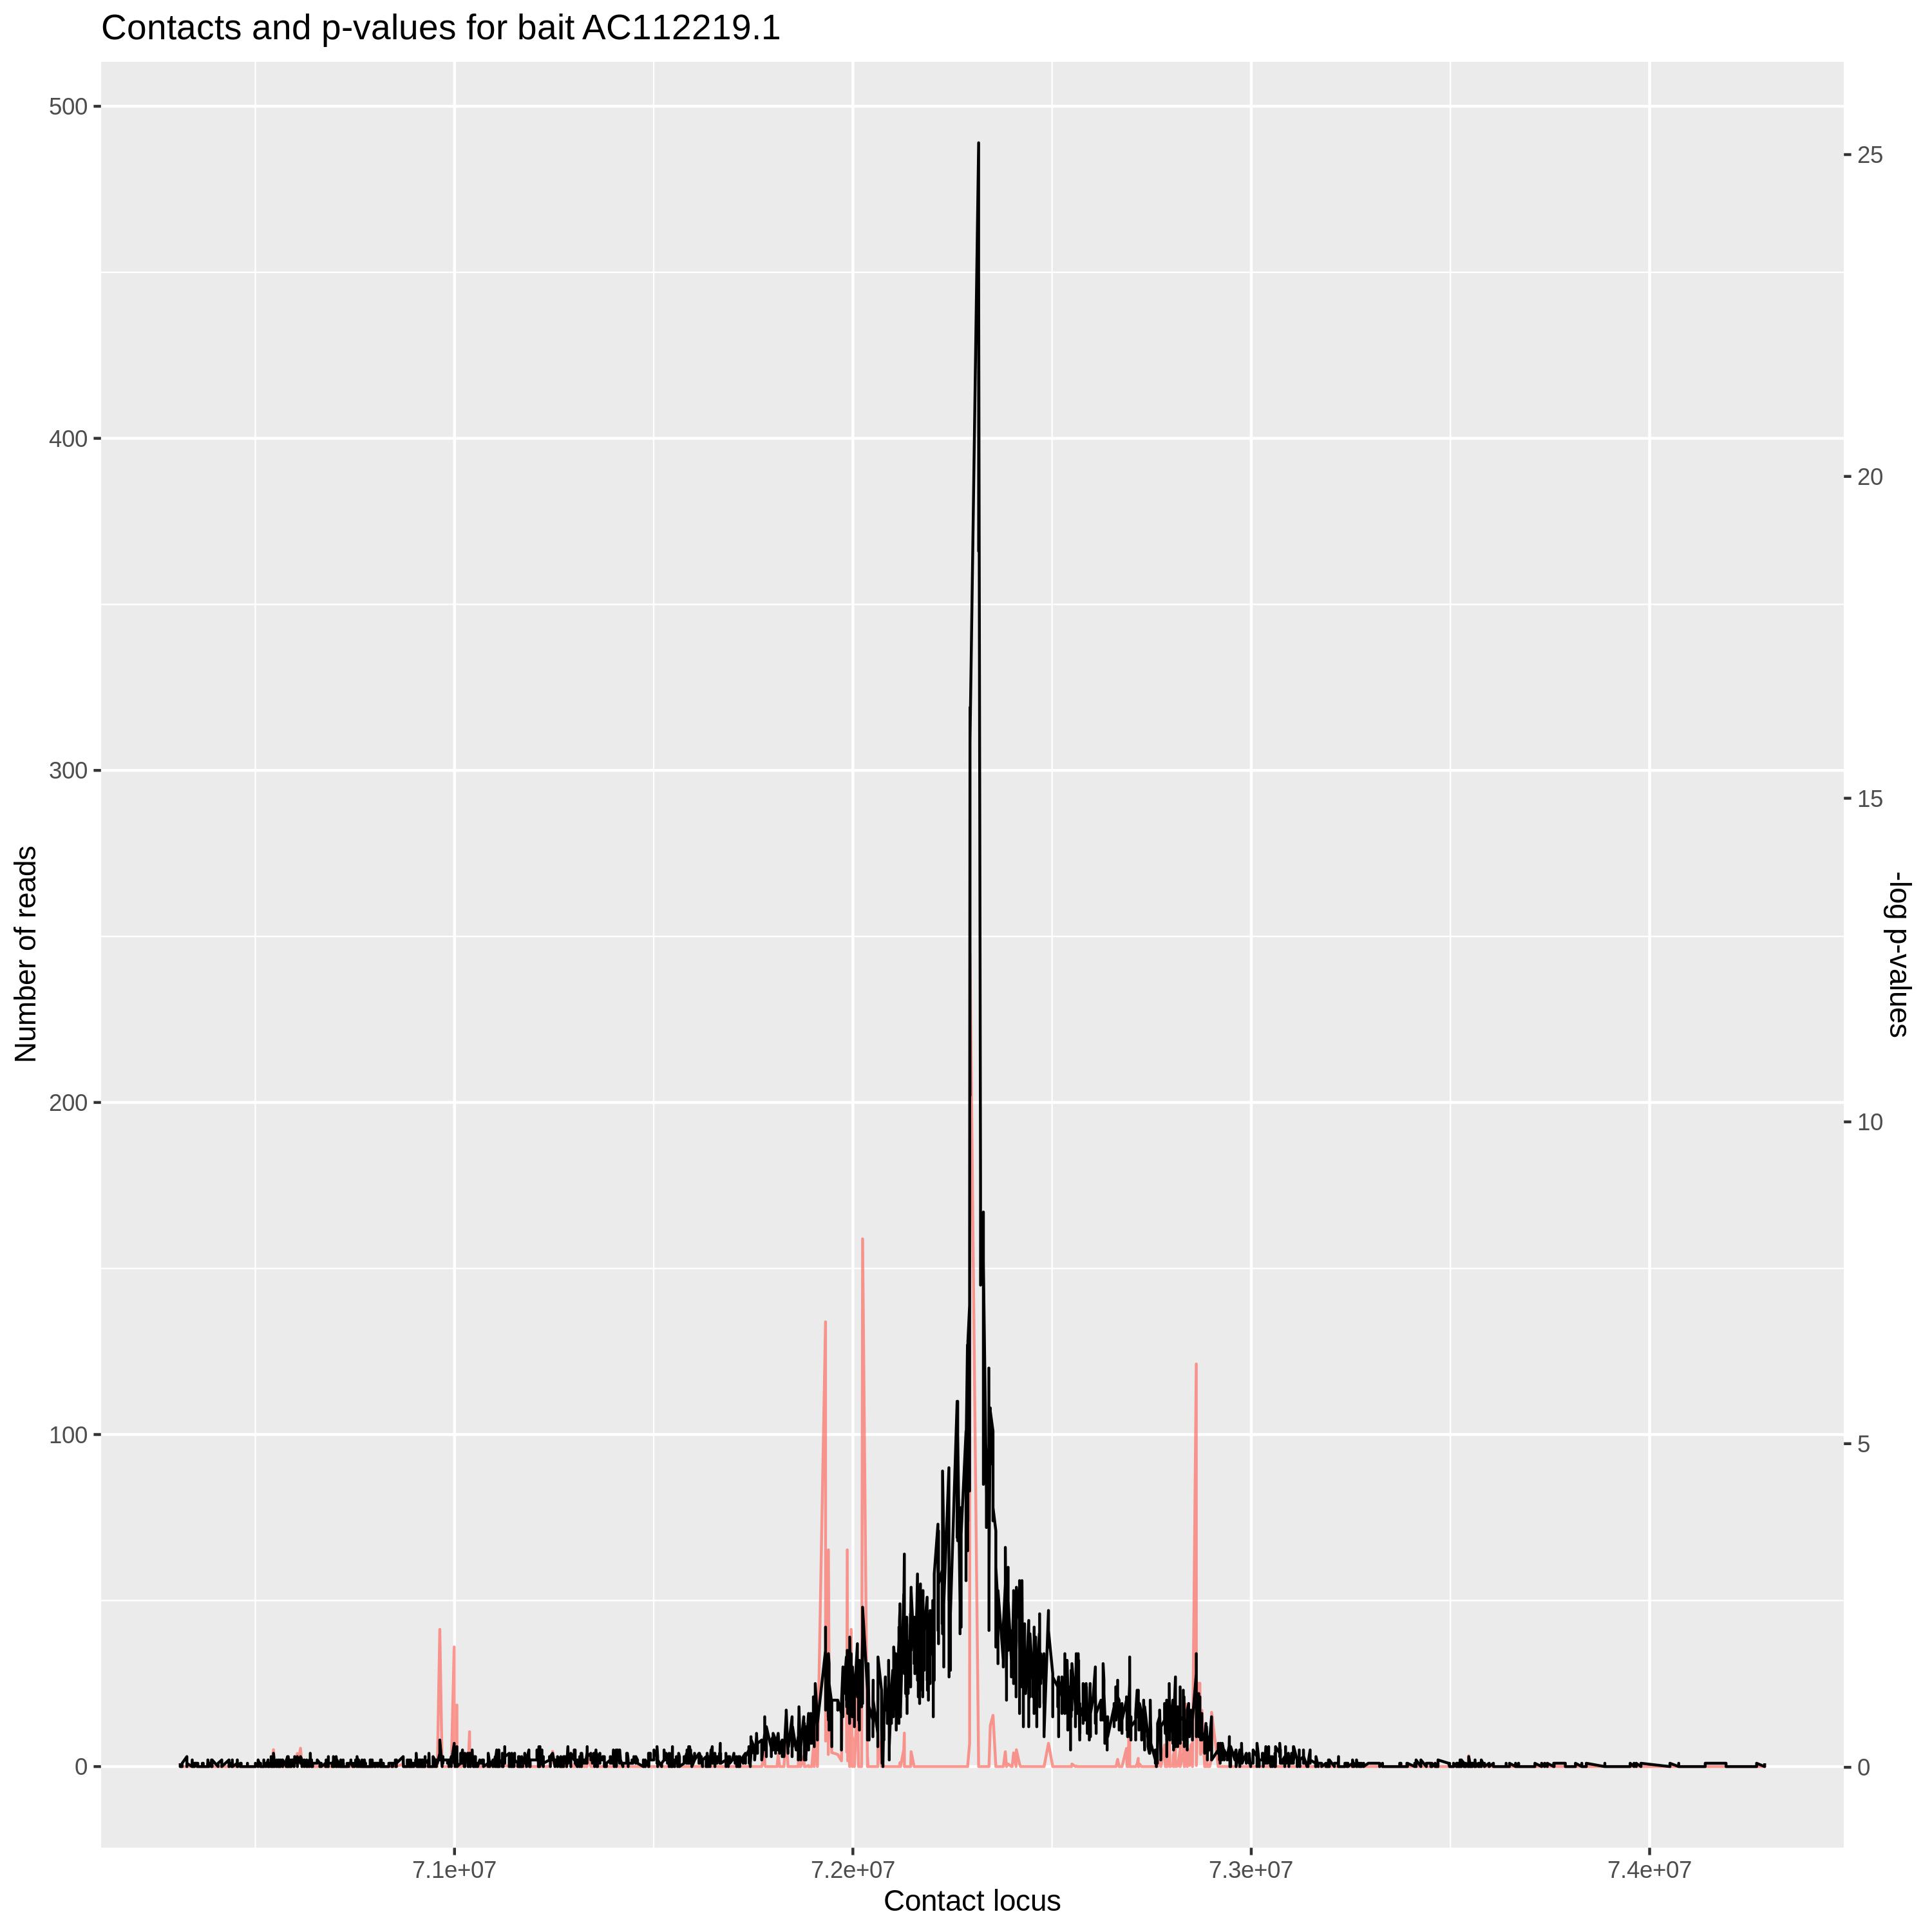 Contacts and p-values for bait AC112219.1
500
400
300
200
100
0
Number of reads
25
20
15
10
5
0
-log p-values
7.1e+07 7.2e+07 7.3e+07 7.4e+07
Contact locus